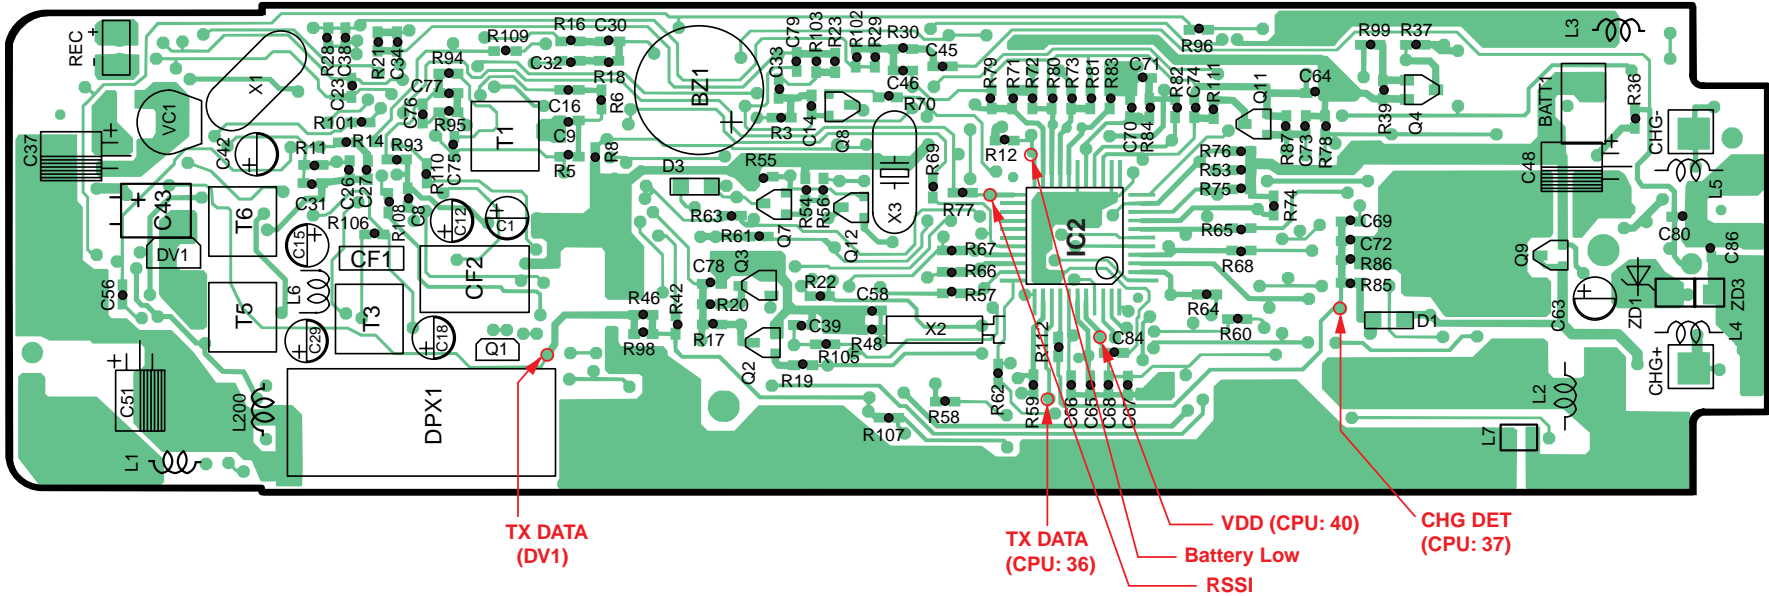 REC
+
-
R28
C38
R21
C34
R109
R16
C30
C32
R18
R94
C77
C23
R101
C76
R95
X1
VC1
C37
C42
R11
R14
R93
R110
C75
T1
C16
C9
R6
R5
R8
BZ1
+
C79
R103
R23
R102
R29
R30
C45
C33
C46
R70
R3
C14
Q8
R79
R71
R72
R80
R73
R81
R83
C71
R82
C74
R111
Q11
C64
R99
R37
R39
Q4
L3
BATT1
R36
CHG-
C70
R84
R87
C73
R78
C48
L5
C43
T6
C31
C26
C27
R106
R108
C8
C12
C1
C15
DV1
CF1
CF2
L6
T5
T3
C29
C18
Q1
C56
D3
R55
R63
R61
Q7
R54
R56
Q12
X3
R69
R77
R12
R67
R66
R57
IC2
R76
R53
R75
R74
R65
R68
R64
R60
C69
C72
R86
R85
D1
Q9
C63
C80
C86
ZD1
ZD3
L4
CHG+
L2
L7
C78
Q3
R20
R17
R46
R42
R98
Q2
R22
C39
R105
R19
C58
R48
X2
R112
C84
R62
R59
C66
C65
C68
C67
R58
R107
C51
L200
L1
DPX1
TX DATA
(DV1)
TX DATA
(CPU: 36)
VDD (CPU: 40)
Battery Low
RSSI
CHG DET
(CPU: 37)